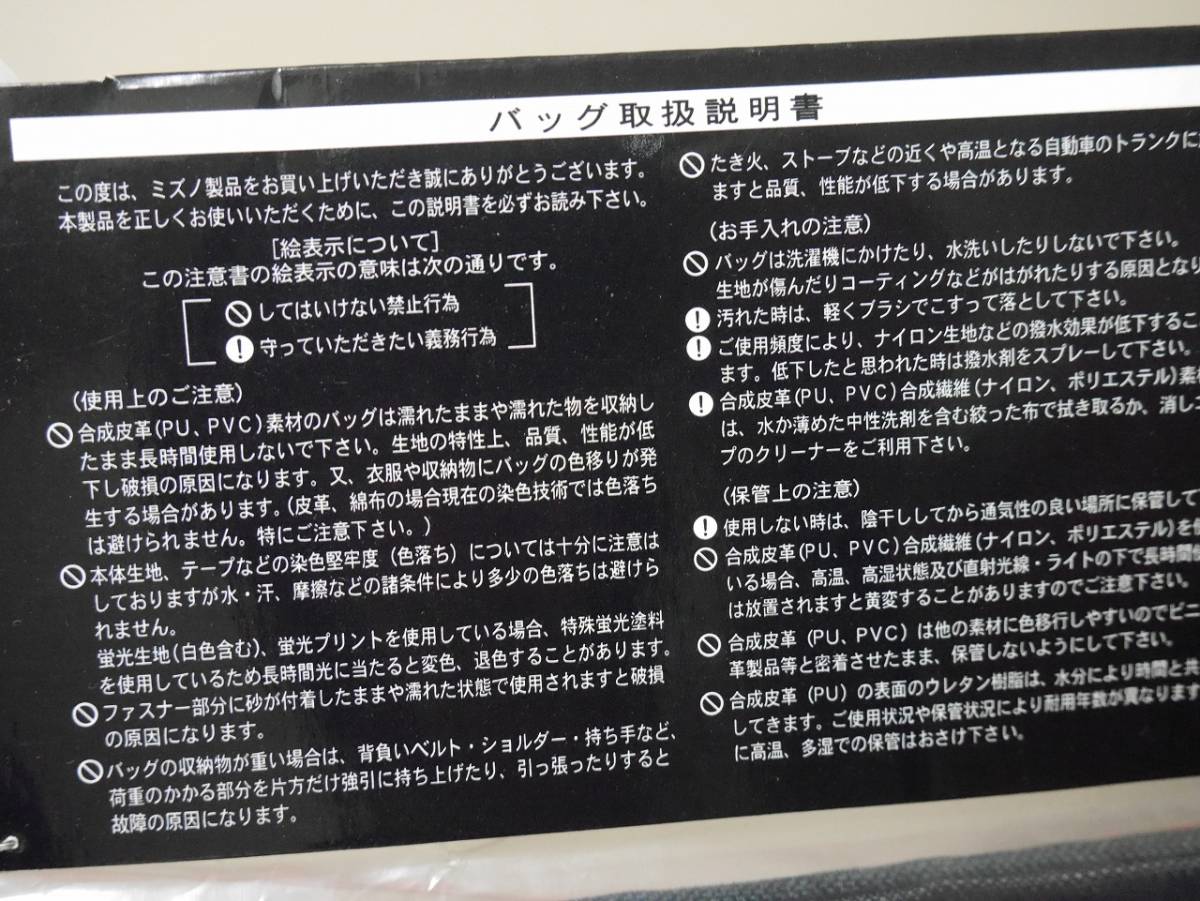 バッグ取扱説明書
この度は、ミズノ製品をお買い上げいただき誠にありがとうございます。
本製品を正しくお使いいただくために、この説明書を必ずお読み下さい。
[絵表示について]
この注意書の絵表示の意味は次の通りです。
してはいけない禁止行為
守っていただきたい義務行為
(使用上のご注意)
合成皮革(PU、PVC)素材のバッグは濡れたままや濡れた物を収納し
たまま長時間使用しないで下さい。生地の特性上、品質、性能が低
下し破損の原因になります。又、衣服や収納物にバッグの色移りが発
生する場合があります。(皮革、綿布の場合現在の染色技術では色落ち
は避けられません。特にご注意下さい。)
本体生地、テープなどの染色堅牢度(色落ち)については十分に注意は
しておりますが水・汗、摩擦などの諸条件により多少の色落ちは避けら
れません。
蛍光生地(白色含む)、蛍光プリントを使用している場合、特殊蛍光塗料
を使用しているため長時間光に当たると変色、退色することがあります。
ファスナー部分に砂が付着したままや濡れた状態で使用されますと破損
の原因になります。
バッグの収納物が重い場合は、背負いベルト・ショルダー・持ち手など、
荷重のかかる部分を片方だけ強引に持ち上げたり、引っ張ったりすると
故障の原因になります。
たき火、ストーブなどの近くや高温となる自動車のトランクに
ますと品質、性能が低下する場合があります。
(お手入れの注意)
バッグは洗濯機にかけたり、水洗いしたりしないで下さい。
生地が傷んだりコーティングなどがはがれたりする原因とな
汚れた時は、軽くブラシでこすって落として下さい。
ご使用頻度により、ナイロン生地などの撥水効果が低下するこ
ます。低下したと思われた時は撥水剤をスプレーして下さい。
合成皮革(PU、PVC)合成繊維(ナイロン、ポリエステル)素
は、水か薄めた中性洗剤を含む絞った布で拭き取るか、消し
プのクリーナーをご利用下さい。
(保管上の注意)
使用しない時は、陰干ししてから通気性の良い場所に保管して
合成皮革(PU、PVC)合成繊維(ナイロン、ポリエステル)を
いる場合、高温、高湿状態及び直射光線・ライトの下で長時間
は放置されますと黄変することがありますのでご注意下さい。
合成皮革(PU、PVC)は他の素材に色移行しやすいのでビニ
革製品等と密着させたまま、保管しないようにして下さい。
合成皮革(PU)の表面のウレタン樹脂は、水分により時間と
してきます。ご使用状況や保管状況により耐用年数が異なります
に高温、多湿での保管はおさけ下さい。